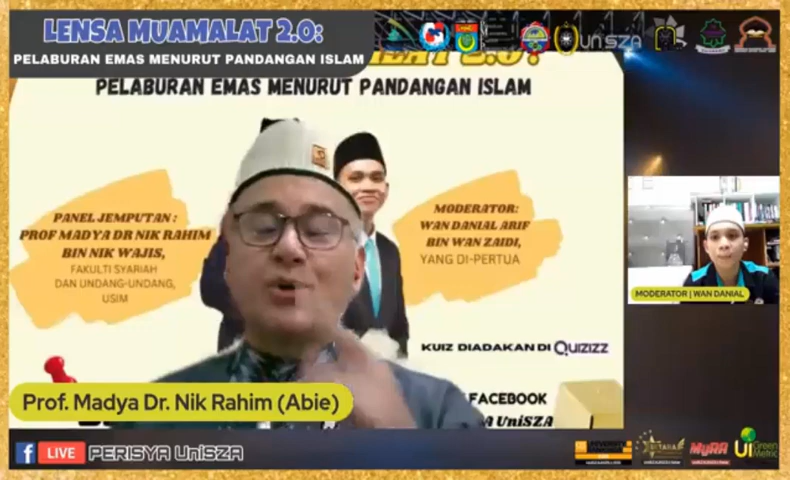 LENSA MUAMALAT 2.0:
PELABURAN EMAS MENURUT PANDANGAN ISLAM
UniSZA
PELABURAN EMAS MENURUT PANDANGAN ISLAM
PANEL JEMPUTAN :
PROF MADYA DR NIK RAHIM
BIN NIK WAJIS,
FAKULTI SYARIAH
DAN UNDANG-UNDANG,
USIM
MODERATOR:
WAN DANIAL ARIF
BIN WAN ZAIDI,
YANG DI-PERTUA
MODERATOR | WAN DANIAL
KUIZ DIADAKAN DI Quizizz
FACEBOOK
A UniSZA
Prof. Madya Dr. Nik Rahim (Abie)
f LIVE PERISYA UniSZA
MyRA
UI Green
Metric